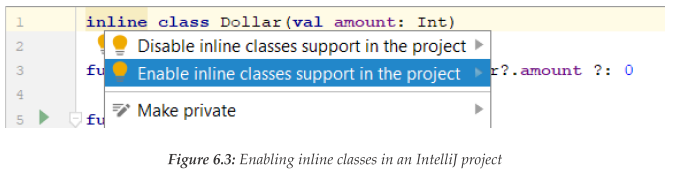 1 inline class Dollar(val amount: Int)
2 Disable inline classes support in the project
3 fu Enable inline classes support in the project r?.amount ?: 0
4
Make private
5 fu
Figure 6.3: Enabling inline classes in an IntelliJ project